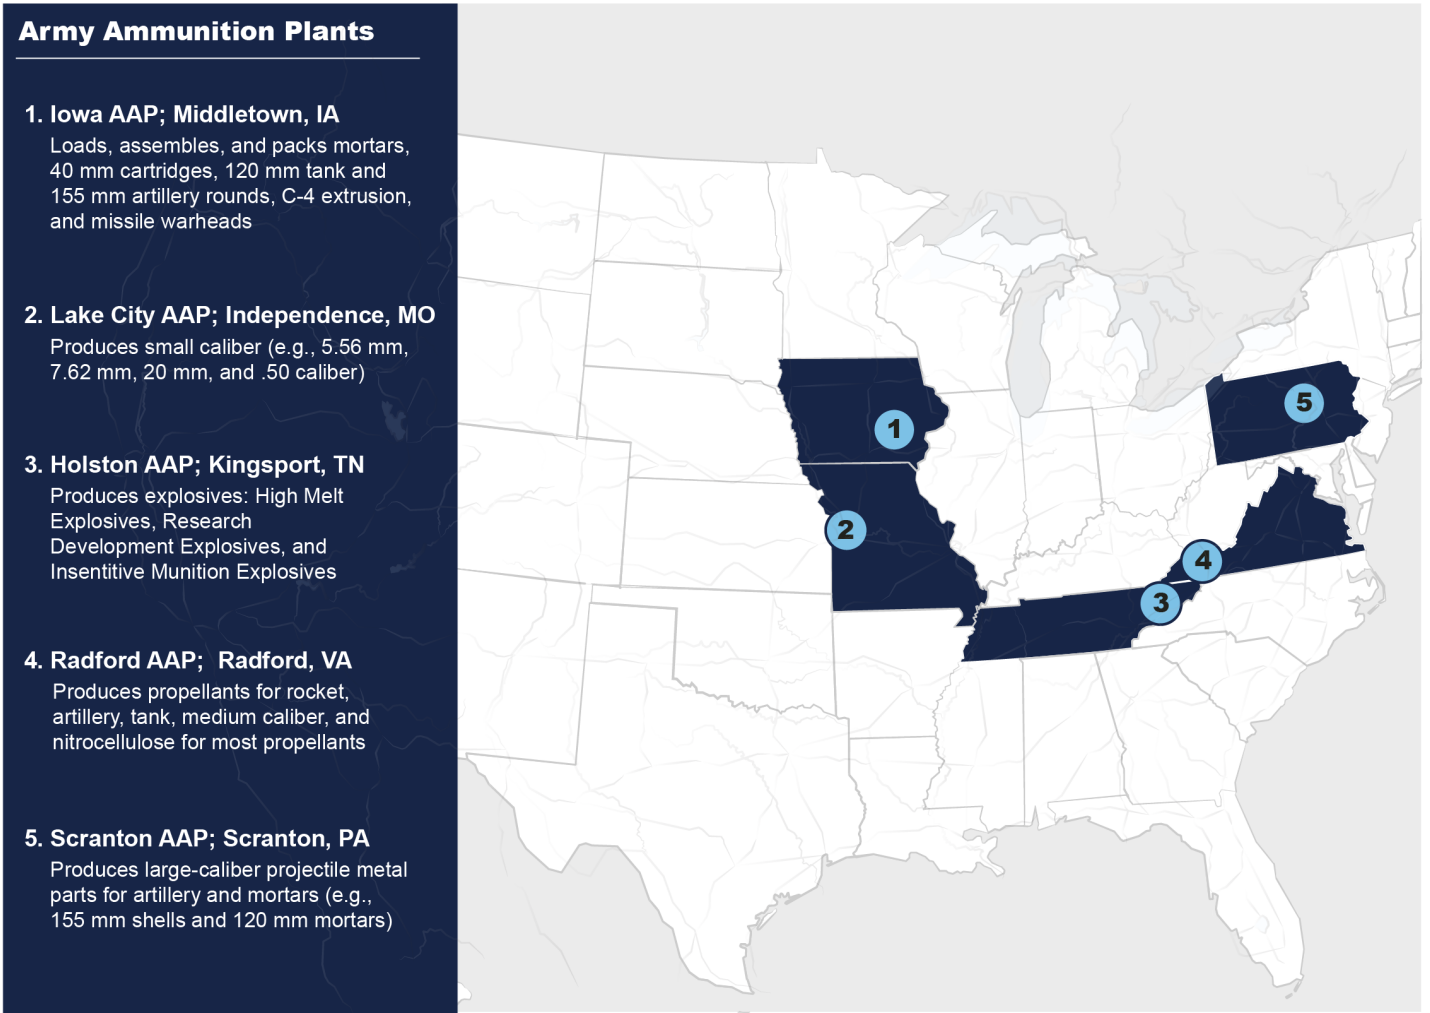 Army Ammunition Plants
1. Iowa AAP; Middletown, IA
Loads, assembles, and packs mortars,
40 mm cartridges, 120 mm tank and
155 mm artillery rounds, C-4 extrusion,
and missile warheads
2. Lake City AAP; Independence, MO
Produces small caliber (e.g., 5.56 mm,
7.62 mm, 20 mm, and .50 caliber)
3. Holston AAP; Kingsport, TN
Produces explosives: High Melt
Explosives, Research
Development Explosives, and
Insentitive Munition Explosives
4. Radford AAP;  Radford, VA
Produces propellants for rocket,
artillery, tank, medium caliber, and
nitrocellulose for most propellants
5. Scranton AAP; Scranton, PA
Produces large-caliber projectile metal
parts for artillery and mortars (e.g.,
155 mm shells and 120 mm mortars)
5
1
2
4
3